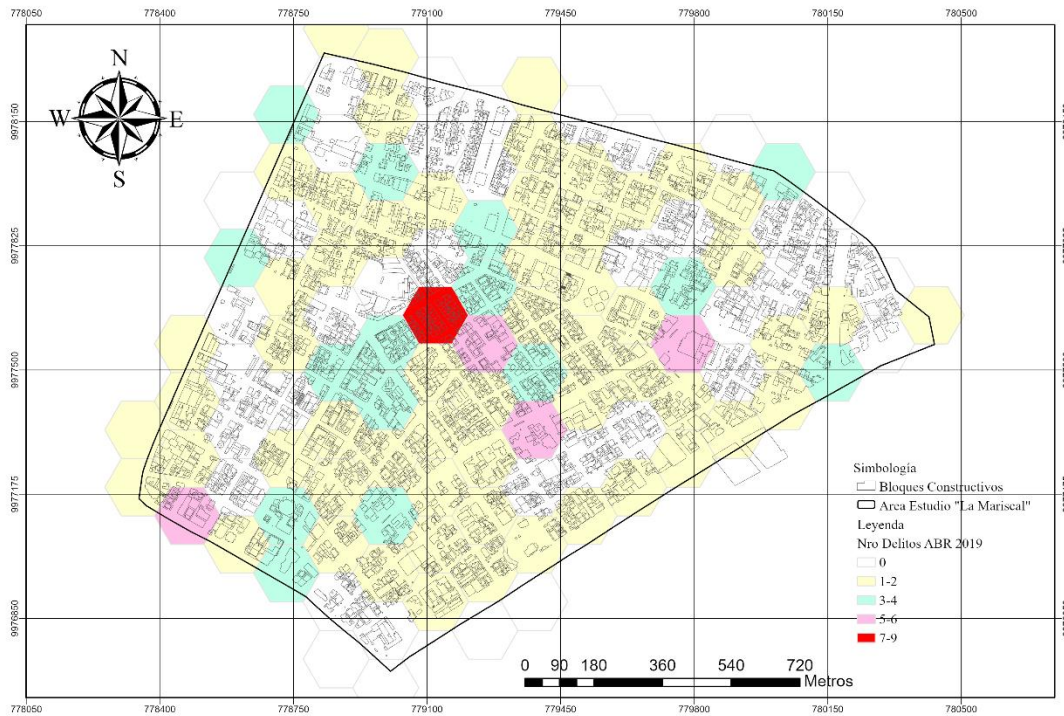 778050 778400 778750 779100 779450 779800 780150 780500
N
W E
S
9978150
9977825
9977500
9977175
9976850
Simbología
Bloques Constructivos
Area Estudio "La Mariscal"
Leyenda
Nro Delitos ABR 2019
0
1-2
3-4
5-6
7-9
0 90 180 360 540 720
Metros
778050 778400 778750 779100 779450 779800 780150 780500